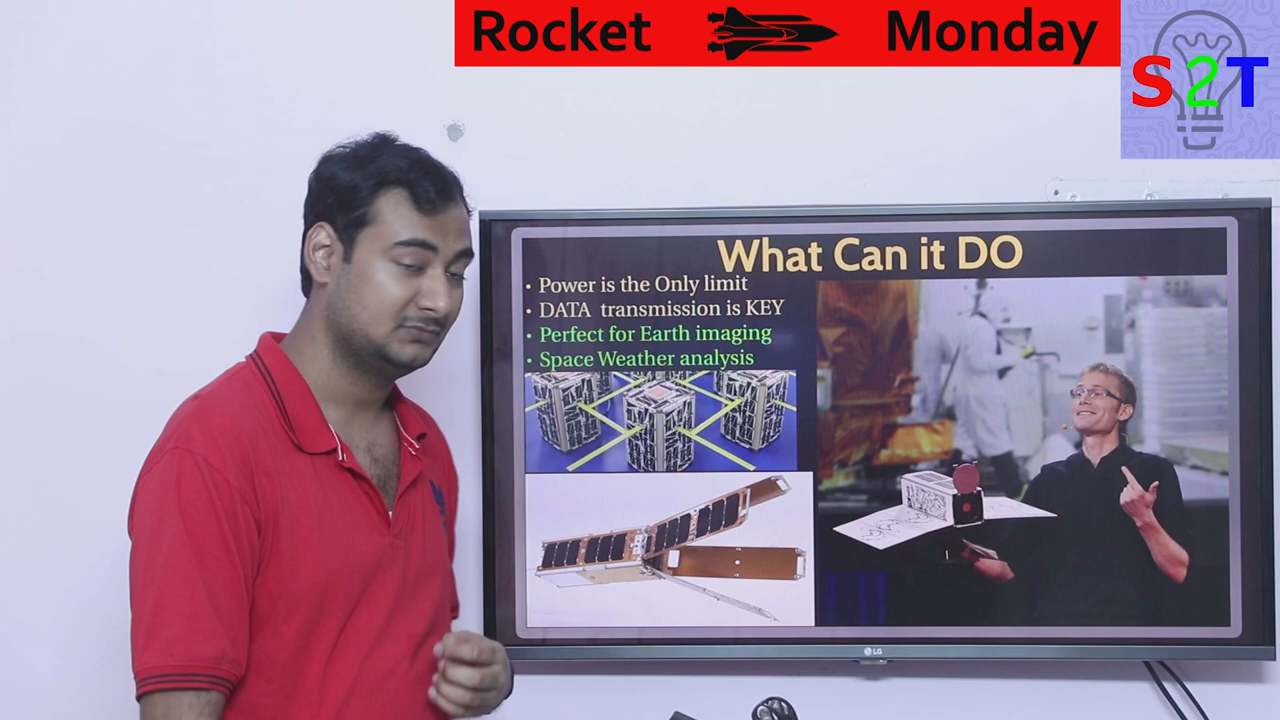 Rocket Monday
S2T
What Can it DO
• Power is the Only limit
• DATA transmission is KEY
• Perfect for Earth imaging
• Space Weather analysis
LG